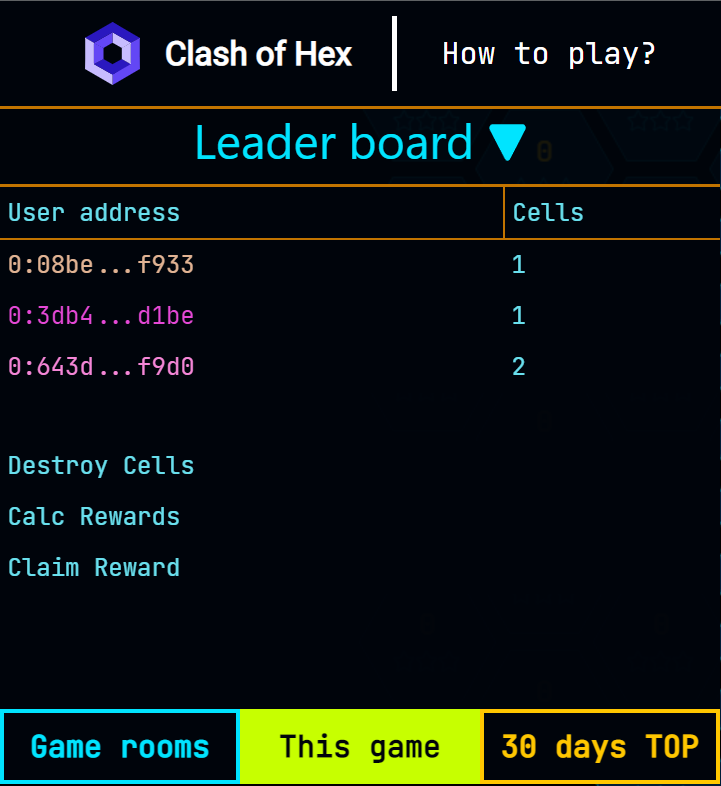 Clash of Hex How to play?
Leader board ▼
0
User address Cells
0:08be...f933 1
0:3db4...d1be 1
0:643d...f9d0 2
Destroy Cells
Calc Rewards
Claim Reward
Game rooms This game 30 days TOP